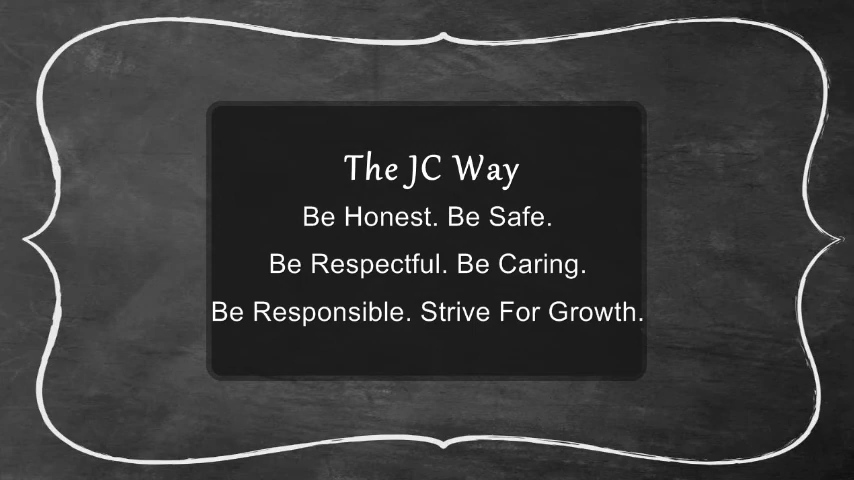 The JC Way
Be Honest. Be Safe.
Be Respectful. Be Caring.
Be Responsible. Strive For Growth.